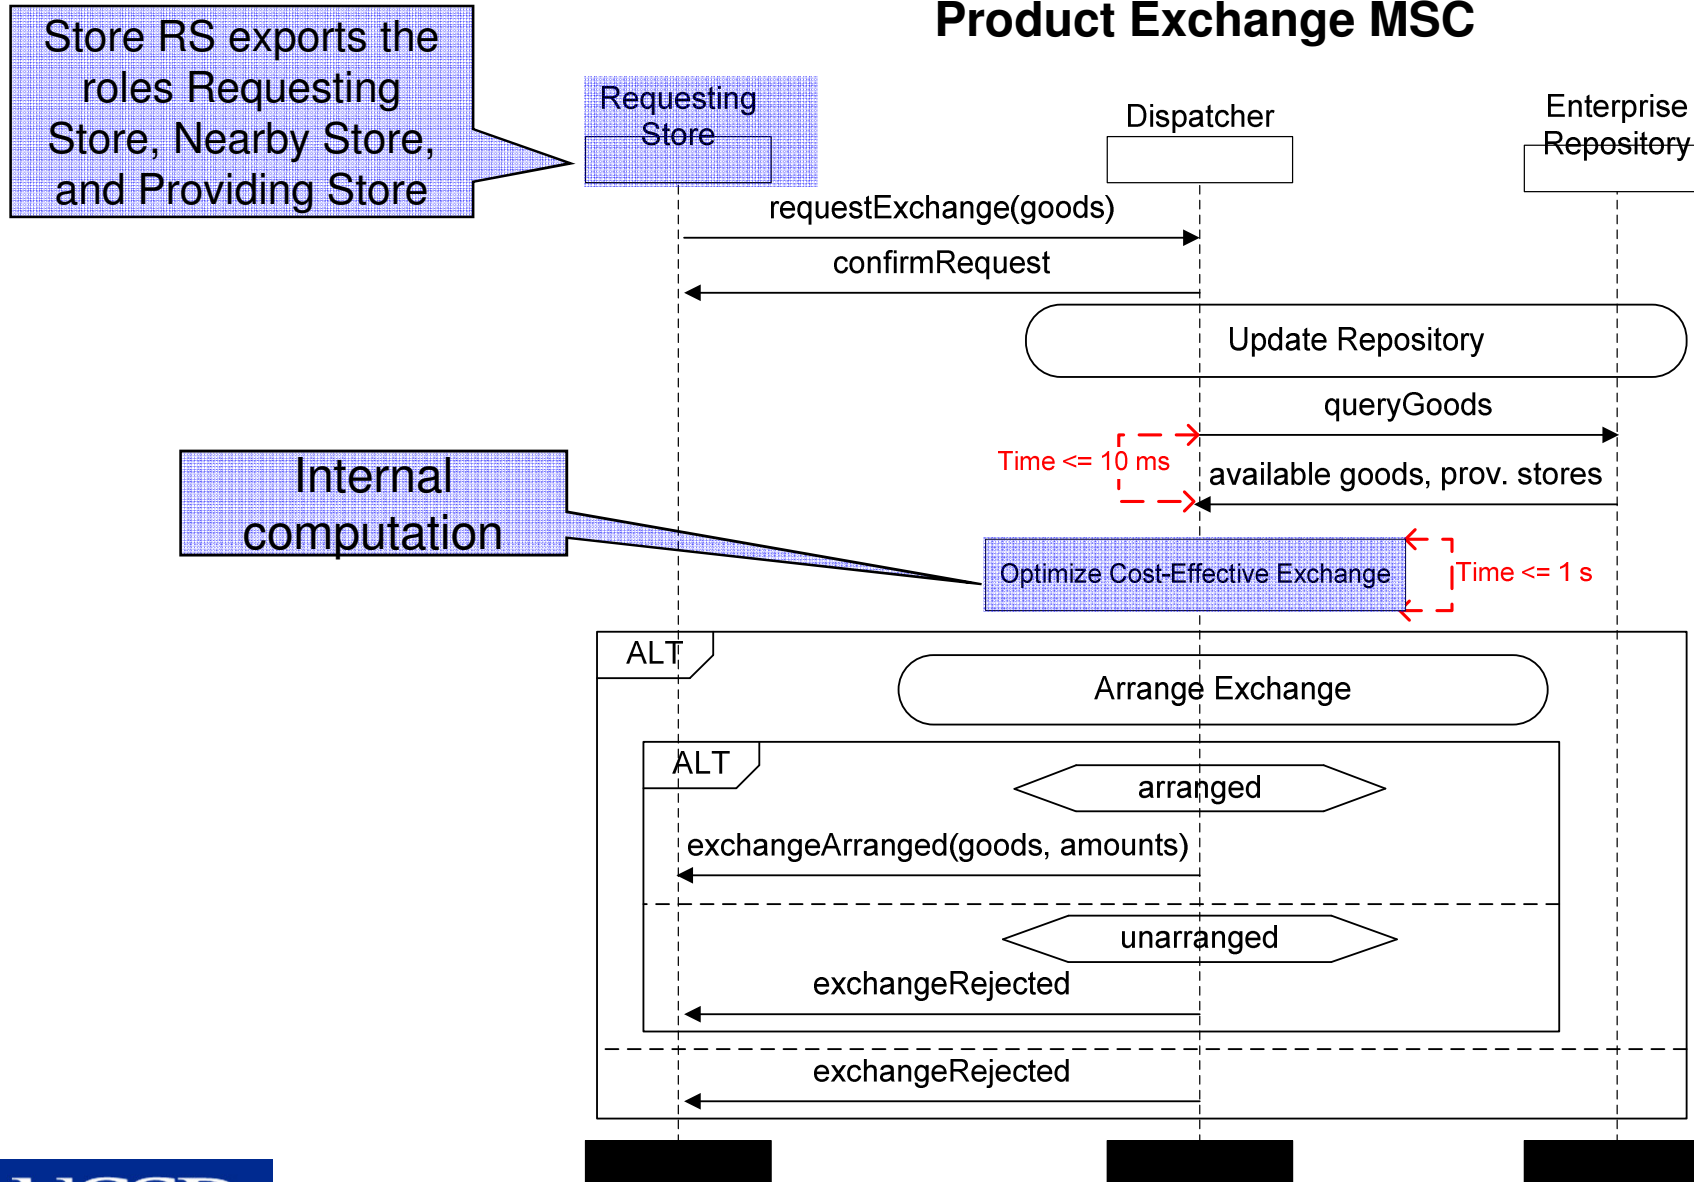 Product Exchange MSC
Store RS exports the
roles Requesting
Store, Nearby Store,
and Providing Store
Requesting
Store
Dispatcher
Enterprise
Repository
requestExchange(goods)
confirmRequest
Update Repository
queryGoods
Time <= 10 ms
available goods, prov. stores
Internal
computation
Optimize Cost-Effective Exchange
Time <= 1 s
ALT
Arrange Exchange
ALT
arranged
exchangeArranged(goods, amounts)
unarranged
exchangeRejected
exchangeRejected